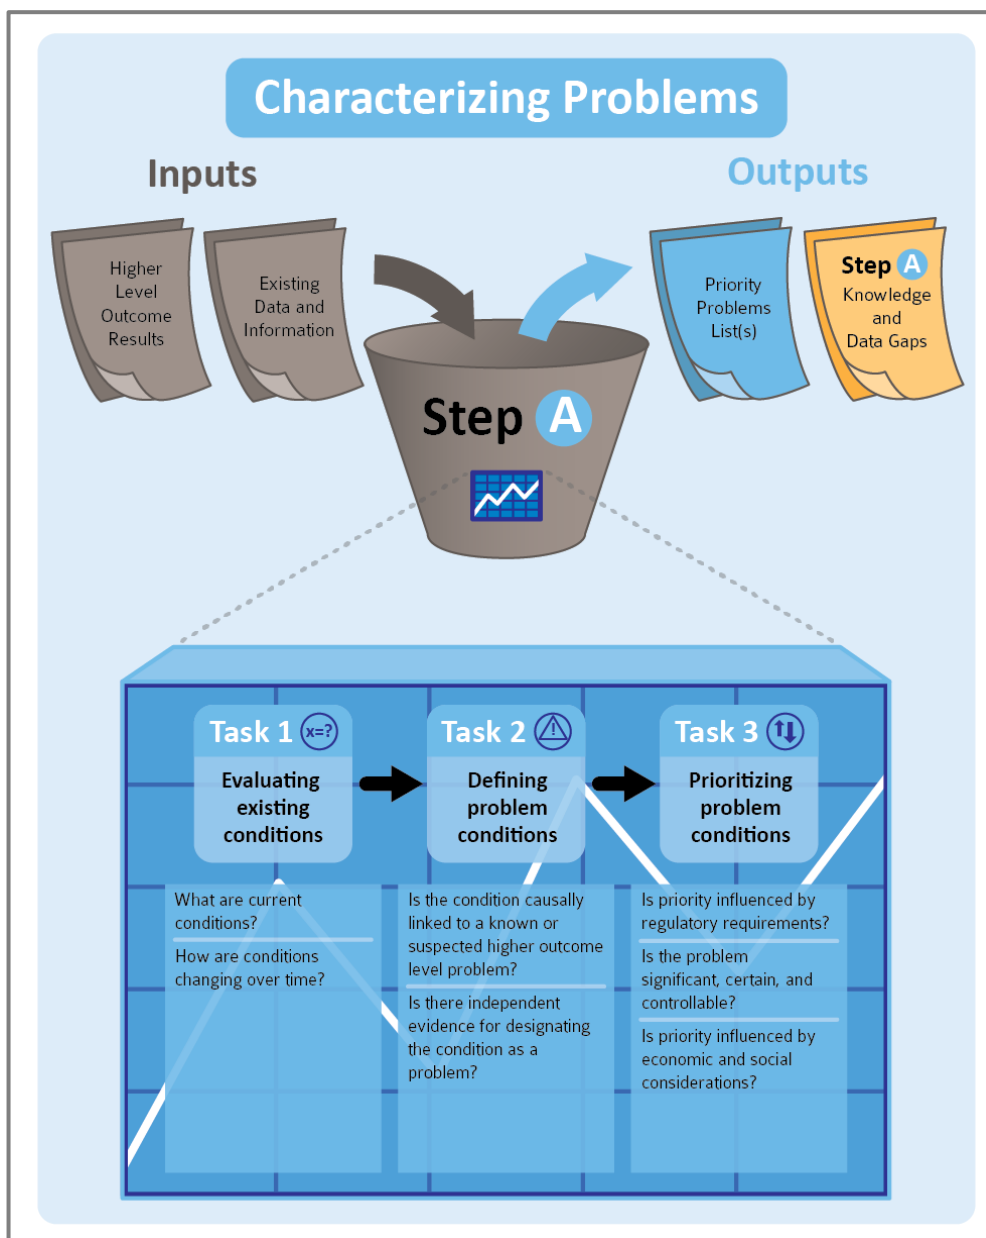 Characterizing Problems
Inputs
Outputs
Higher
Level
Outcome
Results
Existing
Data and
Information
Priority
Problems
List(s)
Step A
Knowledge
and
Data Gaps
Step A
Task 1 x=?
Evaluating
existing
conditions
What are current
conditions?
How are conditions
changing over time?
Task 2
Defining
problem
conditions
Is the condition causally
linked to a known or
suspected higher outcome
level problem?
Is there independent
evidence for designating
the condition as a
problem?
Task 3
Prioritizing
problem
conditions
Is priority influenced by
regulatory requirements?
Is the problem
significant, certain, and
controllable?
Is priority influenced by
economic and social
considerations?